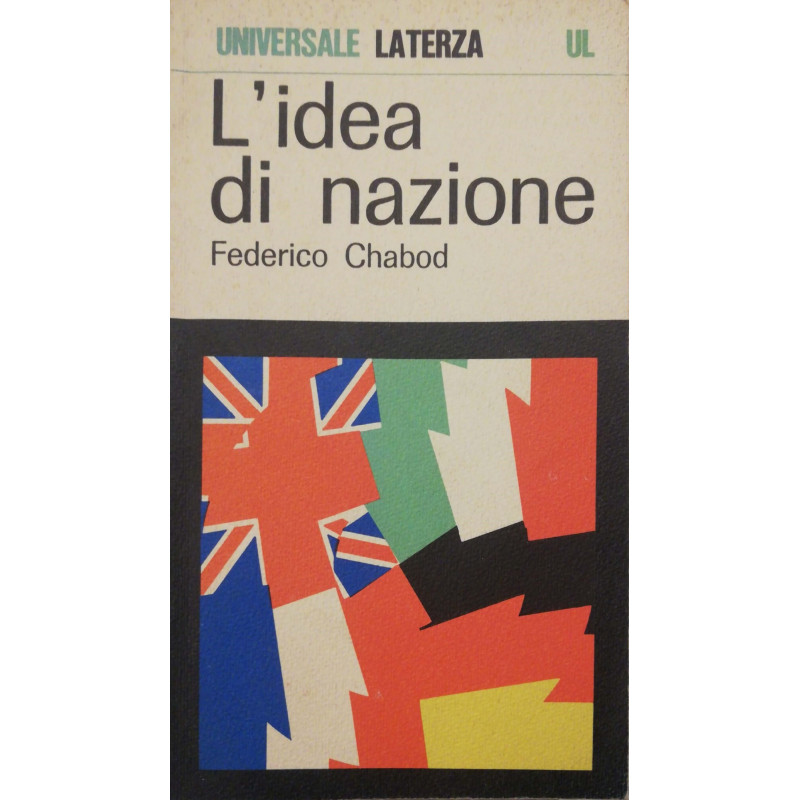 UNIVERSALE LATERZA UL
L'idea
di nazione
Federico Chabod